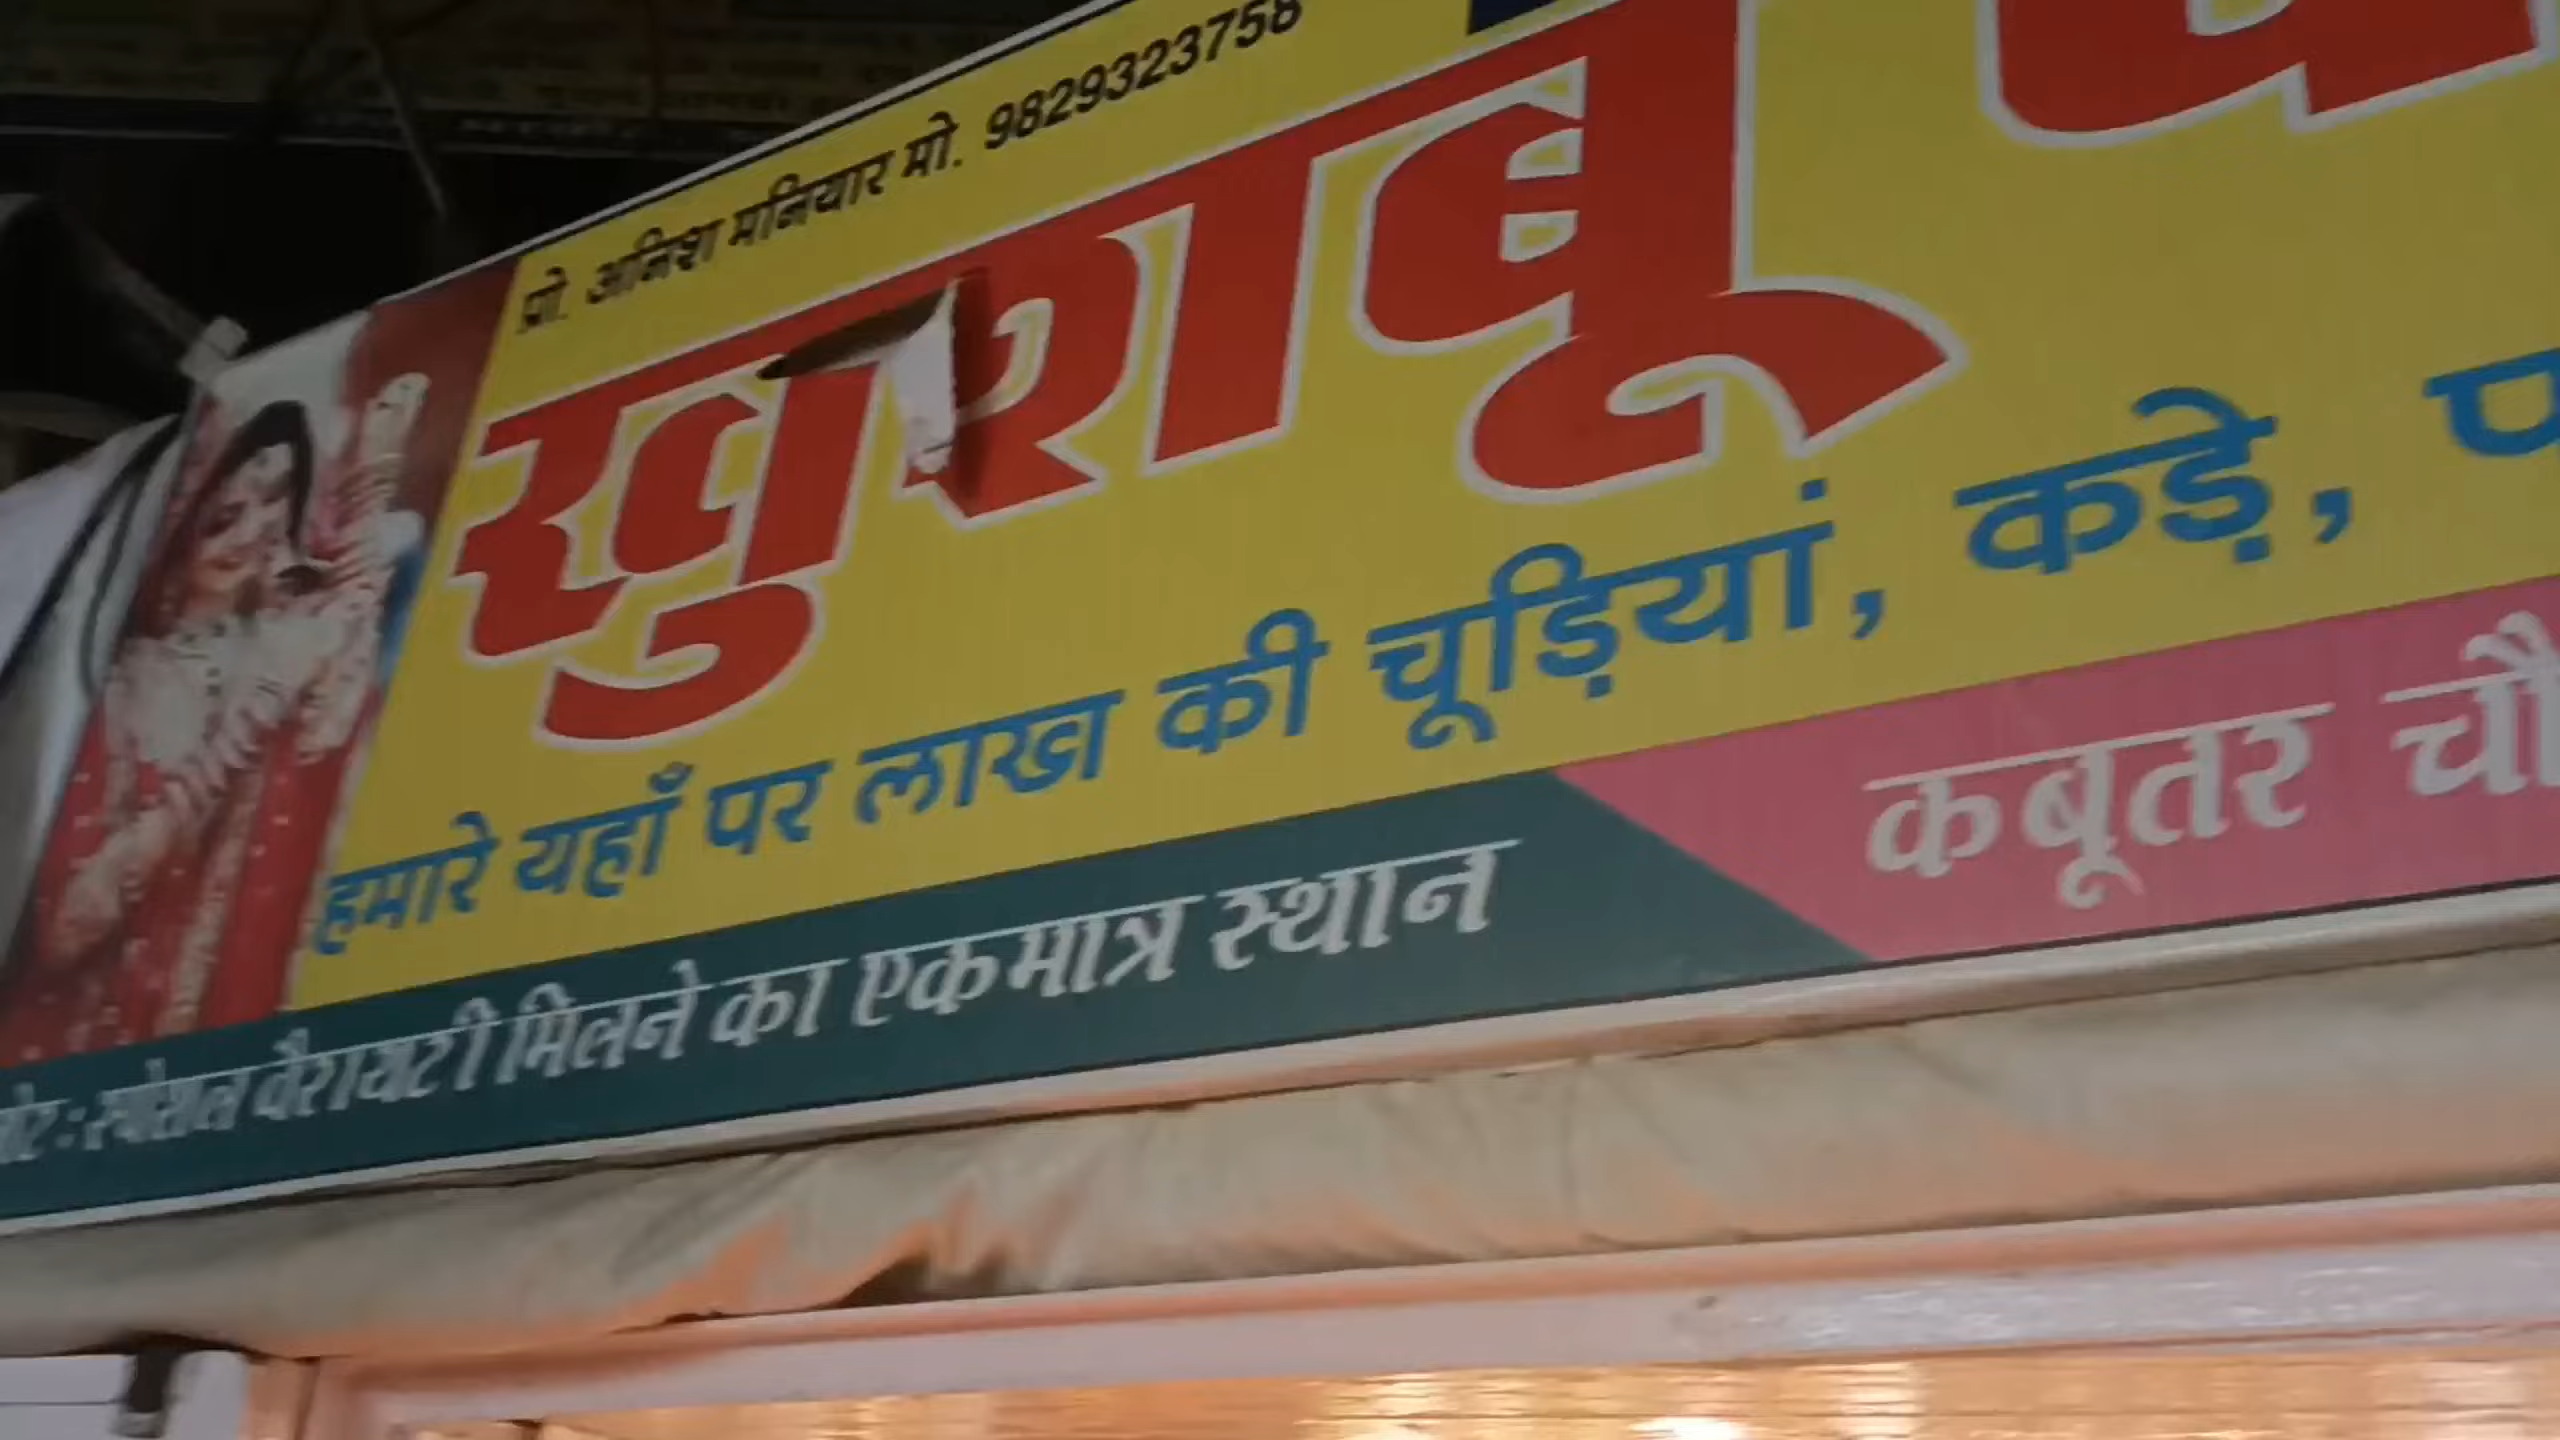 प्रो. अनिश मनियार मो. 9829323758
खुशबू
हमारे यहाँ पर लाख की चूड़ियां, कड़े,
कबूतर
नोट : स्पेशल वैरायटी मिलने का एकमात्र स्थान